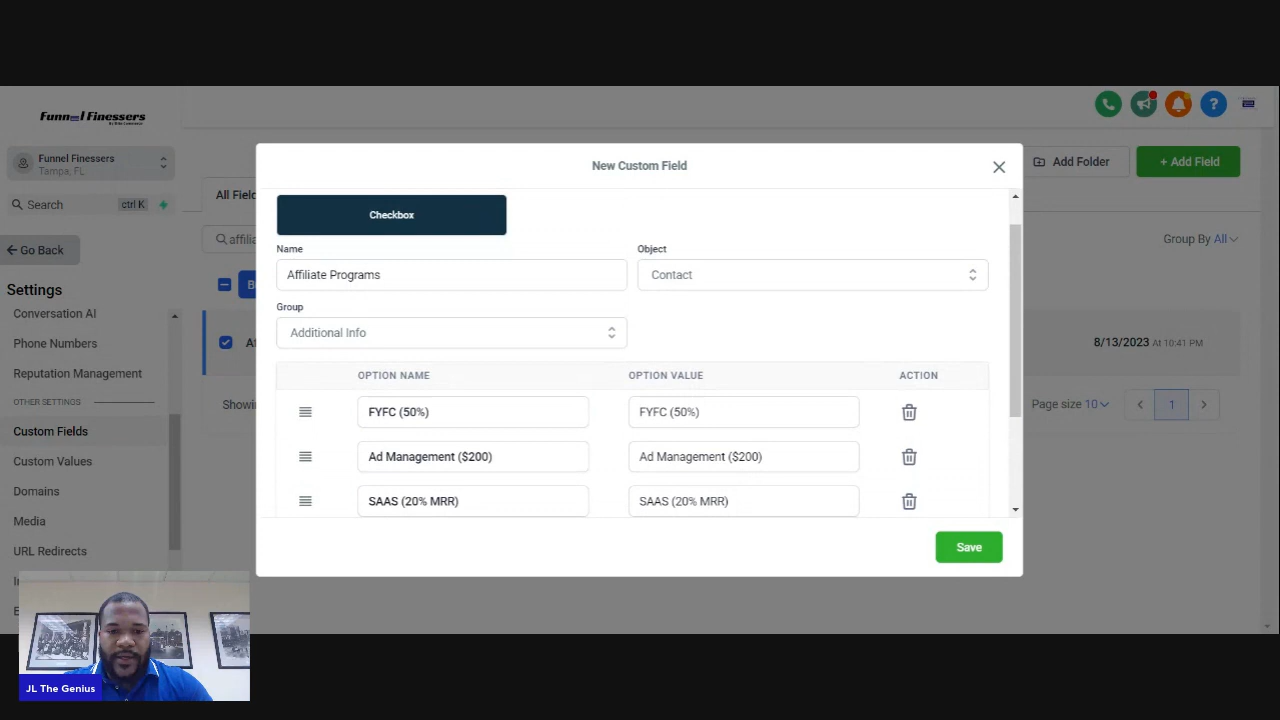 Funnel Finessers
Funnel Finessers
Tampa, FL
Search ctrl K
Go Back
Settings
Conversation AI
Phone Numbers
Reputation Management
OTHER SETTINGS
Custom Fields
Custom Values
Domains
Media
URL Redirects
All Field
affilia
Showin
Add Folder
+ Add Field
Group By All
8/13/2023 At 10:41 PM
Page size 10
1
New Custom Field
Checkbox
Name
Object
Affiliate Programs
Contact
Group
Additional Info
OPTION NAME OPTION VALUE ACTION
FYFC (50%) FYFC (50%)
Ad Management ($200) Ad Management ($200)
SAAS (20% MRR) SAAS (20% MRR)
Save
JL The Genius